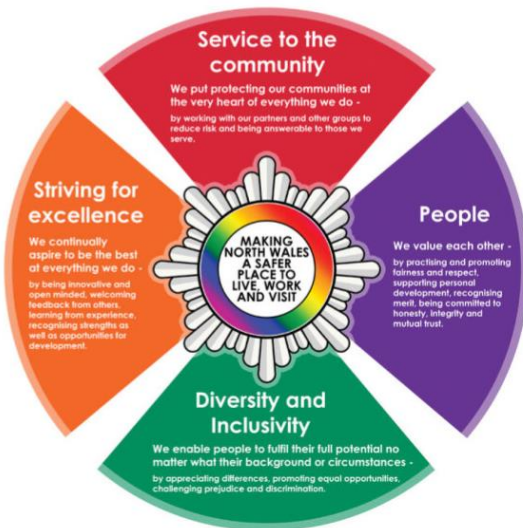 Service to the
community
We put protecting our communities at
the very heart of everything we do -
by working with our partners and other groups to
reduce risk and being answerable to those we
serve.
Striving for
excellence
We continually
aspire to be the best
at everything we do -
by being innovative and
open minded, welcoming
feedback from others,
learning from experience,
recognising strengths as
well as opportunities for
development.
MAKING
NORTH WALES
A SAFER
PLACE TO
LIVE, WORK
AND VISIT
People
We value each other -
by practising and promoting
fairness and respect,
supporting personal
development, recognising
merit, being committed to
honesty, integrity and
mutual trust.
Diversity and
Inclusivity
We enable people to fulfil their full potential no
matter what their background or circumstances -
by appreciating differences, promoting equal opportunities,
challenging prejudice and discrimination.